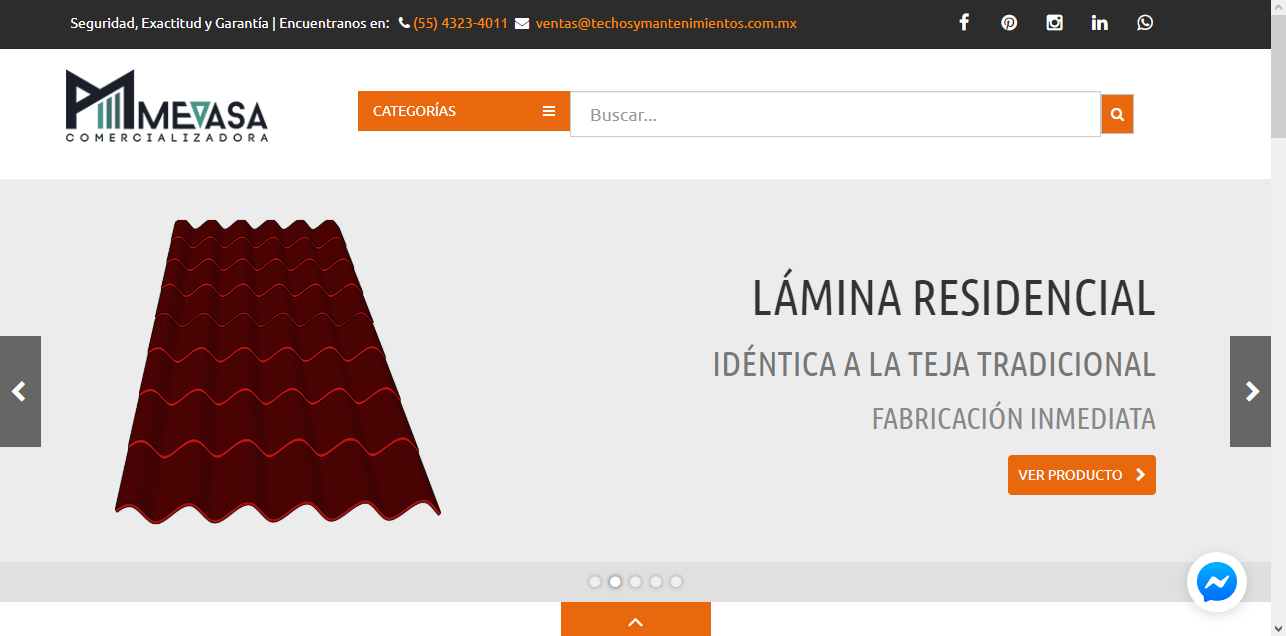 Seguridad, Exactitud y Garantía | Encuentranos en: (55) 4323-4011 ventas@techosymantenimientos.com.mx
MEVASA
COMERCIALIZADORA
CATEGORÍAS
Buscar...
LÁMINA RESIDENCIAL
IDÉNTICA A LA TEJA TRADICIONAL
FABRICACIÓN INMEDIATA
VER PRODUCTO